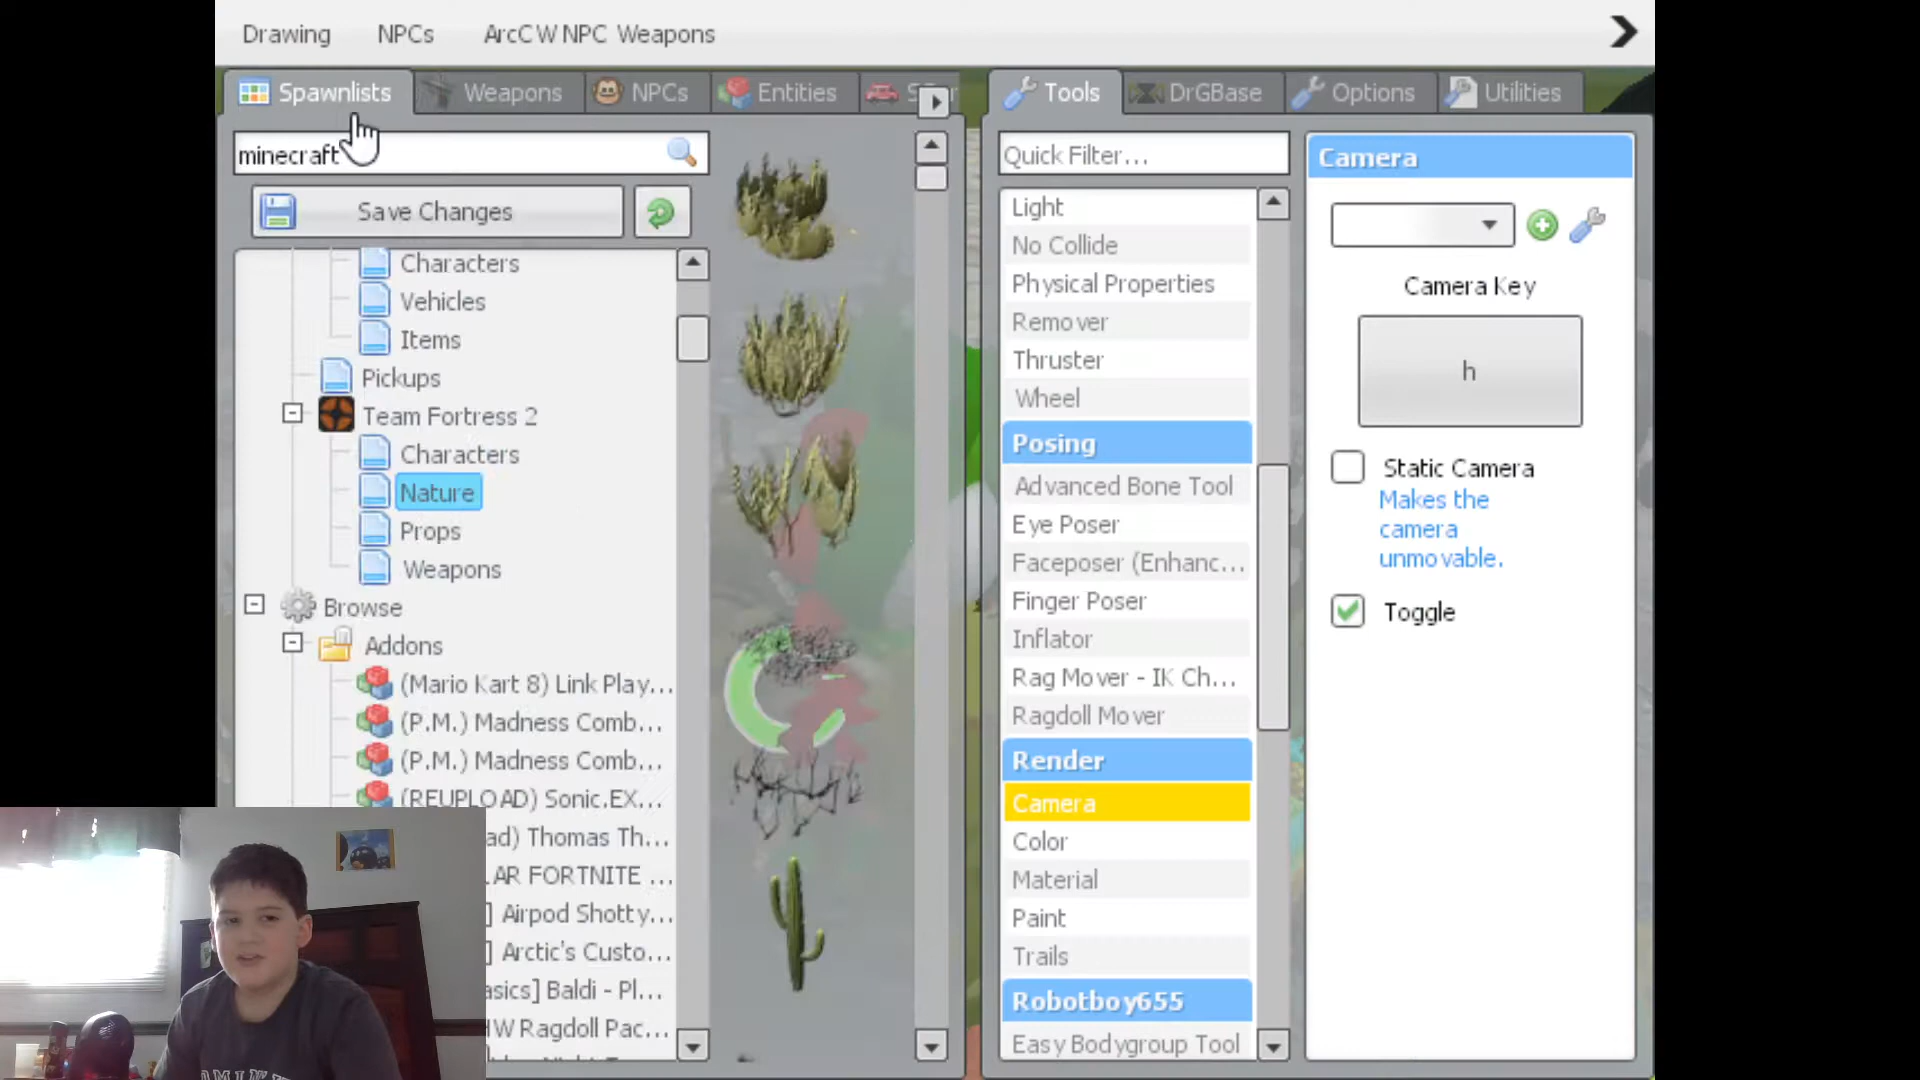 Drawing NPCs ArcCW NPC Weapons
Spawnlists Weapons NPCs Entities
Tools DrGBase Options Utilities
minecraft
Save Changes
Characters
Vehicles
Items
Pickups
Team Fortress 2
Characters
Nature
Props
Weapons
Browse
Addons
(Mario Kart 8) Link Play...
(P.M.) Madness Comb...
(P.M.) Madness Comb...
(REUPLOAD) Sonic.EX...
ad) Thomas Th...
AR FORTNITE ...
] Airpod Shotty...
] Arctic's Custo...
asics] Baldi - Pl...
W Ragdoll Pac...
Quick Filter...
Light
No Collide
Physical Properties
Remover
Thruster
Wheel
Posing
Advanced Bone Tool
Eye Poser
Faceposer (Enhanc...
Finger Poser
Inflator
Rag Mover - IK Ch...
Ragdoll Mover
Render
Camera
Color
Material
Paint
Trails
Robotboy655
Easy Bodygroup Tool
Camera
Camera Key
h
Static Camera
Makes the
camera
unmovable.
Toggle